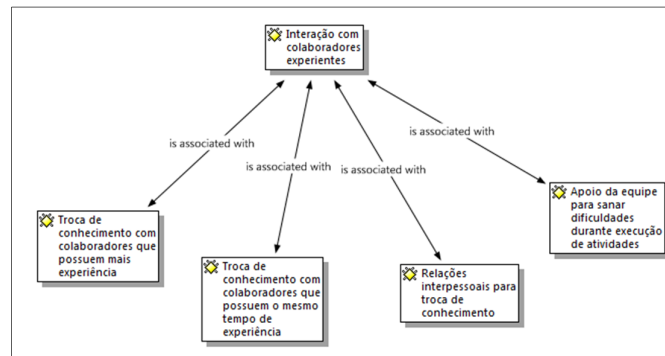 Interação com
colaboradores
experientes
is associated with
is associated with
is associated with
is associated with
Troca de
conhecimento com
colaboradores que
possuem mais
experiência
Troca de
conhecimento com
colaboradores que
possuem o mesmo
tempo de
experiência
Relações
interpessoais para
troca de
conhecimento
Apoio da equipe
para sanar
dificuldades
durante execução
de atividades